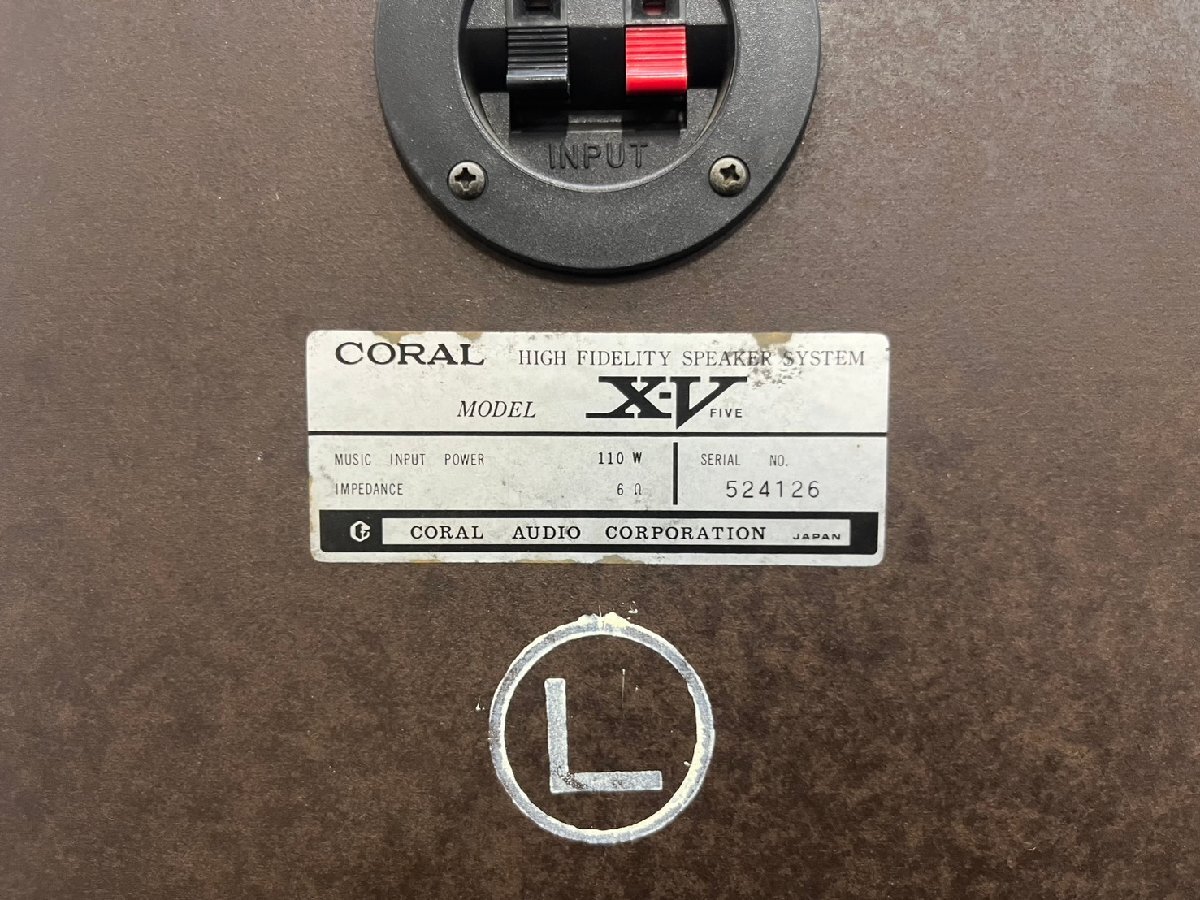 INPUT
CORAL HIGH FIDELITY SPEAKER SYSTEM
MODEL X-V FIVE
MUSIC INPUT POWER 110 W
IMPEDANCE 6 Ω
SERIAL NO.
524126
CORAL AUDIO CORPORATION JAPAN
L